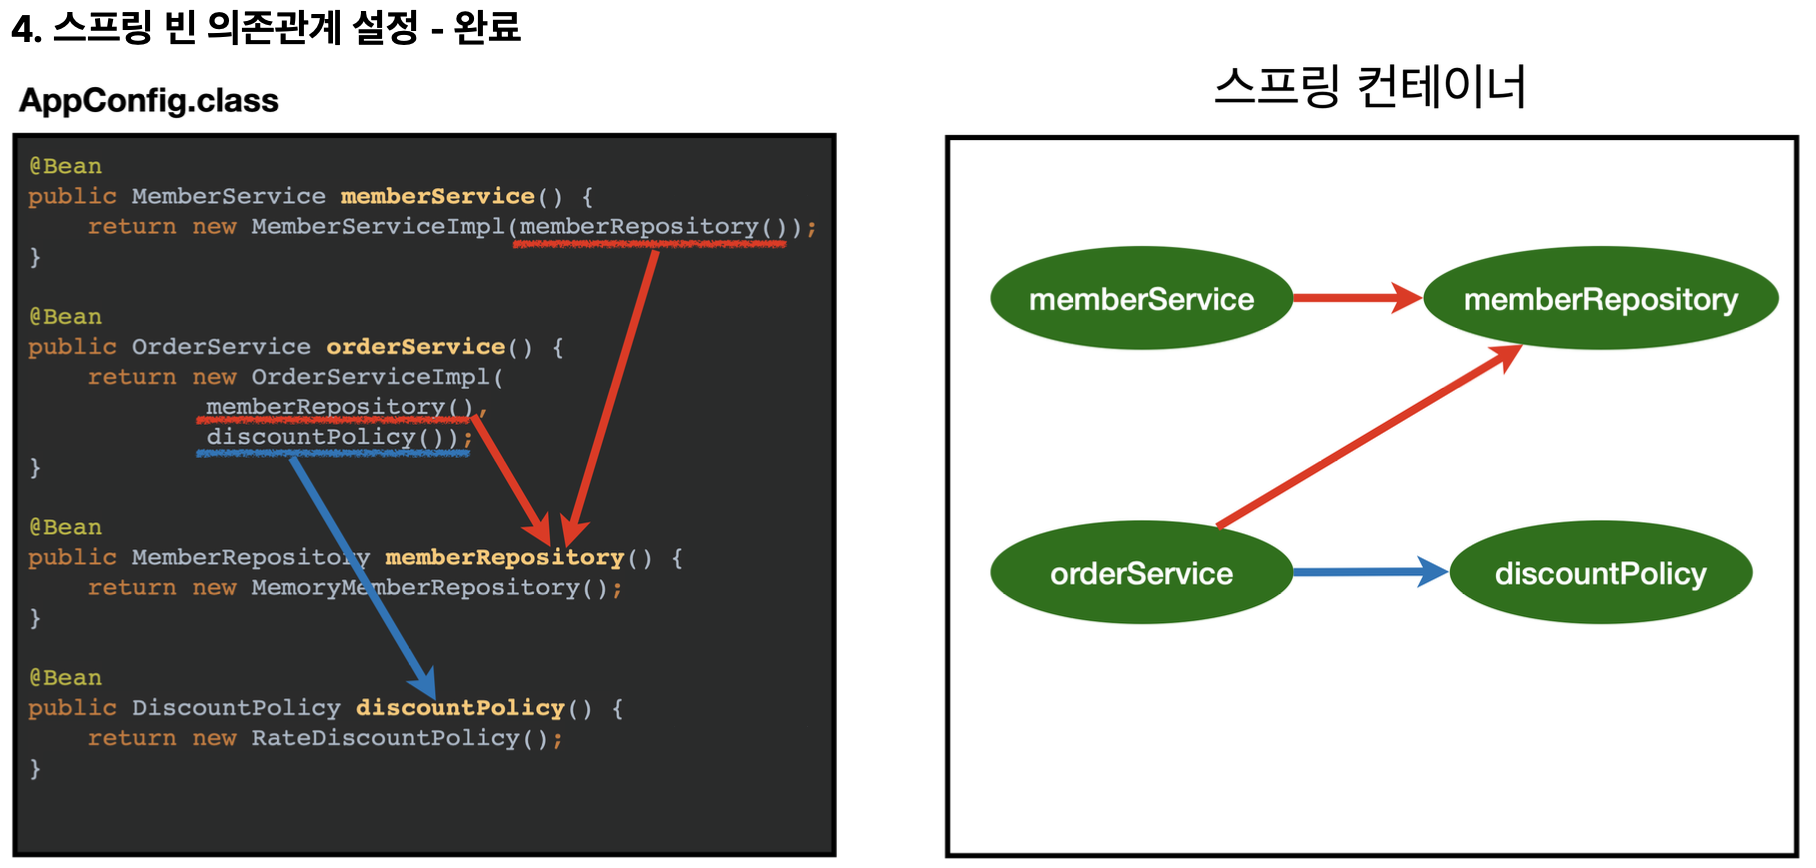 4. 스프링 빈 의존관계 설정 - 완료
AppConfig.class
@Bean
public MemberService memberService() {
    return new MemberServiceImpl(memberRepository());
}
@Bean
public OrderService orderService() {
    return new OrderServiceImpl(
            memberRepository(),
            discountPolicy());
}
@Bean
public MemberRepository memberRepository() {
    return new MemoryMemberRepository();
}
@Bean
public DiscountPolicy discountPolicy() {
    return new RateDiscountPolicy();
}
스프링 컨테이너
memberService
memberRepository
orderService
discountPolicy